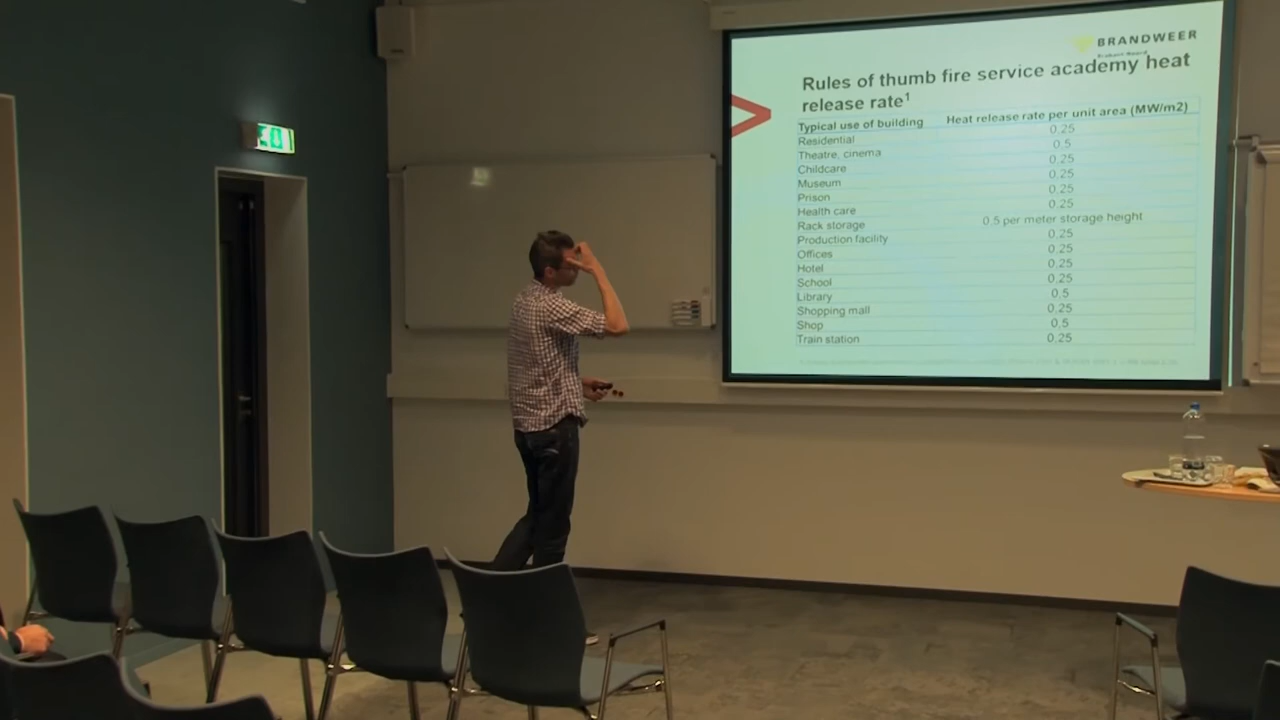 BRANDWEER
Rules of thumb fire service academy heat
release rate1
Typical use of building Heat release rate per unit area (MW/m2)
Residential 0.25
Theatre, cinema 0.5
Childcare 0.25
Museum 0.25
Prison 0.25
Health care 0.25
Rack storage 0.5 per meter storage height
Production facility 0.25
Offices 0.25
Hotel 0.25
School 0.25
Library 0.5
Shopping mall 0.25
Shop 0.5
Train station 0.25